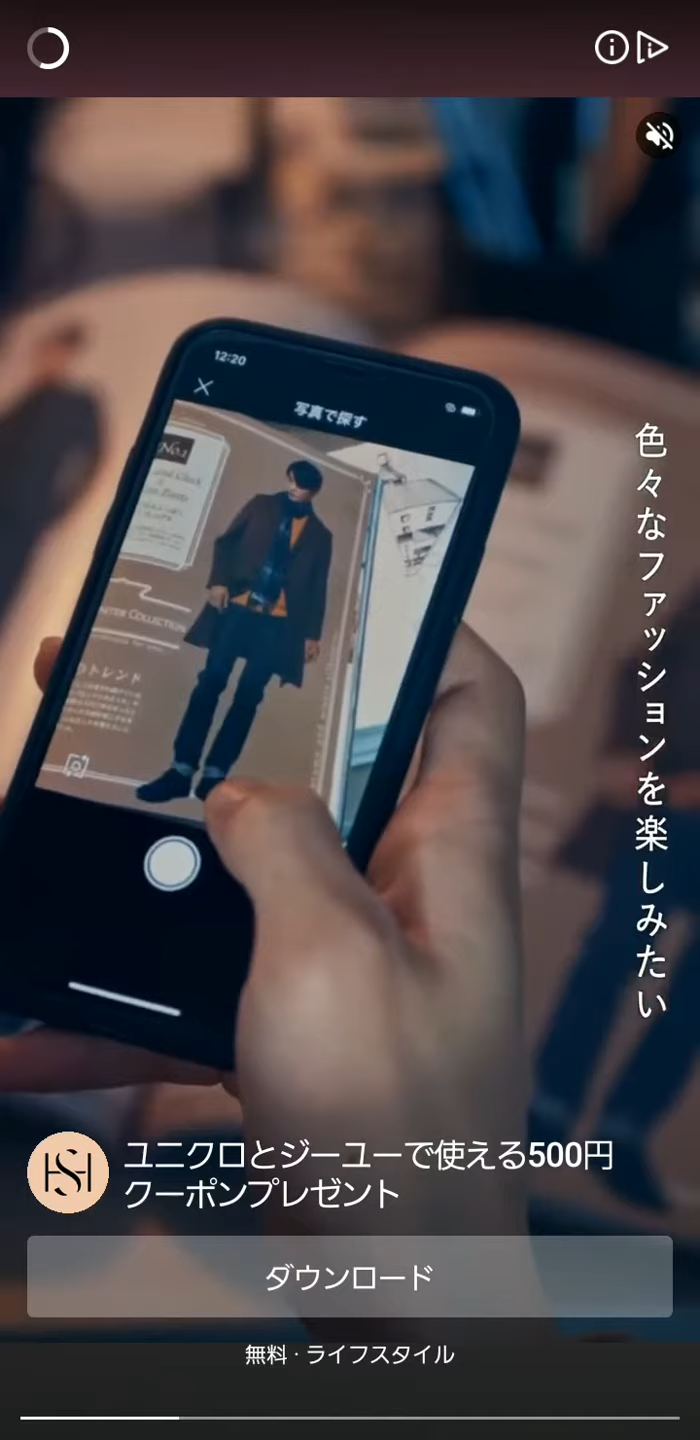 12:20
写真で探す
No.1
色々なファッションを楽しみたい
トレンド
ユニクロとジーユーで使える500円
クーポンプレゼント
ダウンロード
無料 · ライフスタイル